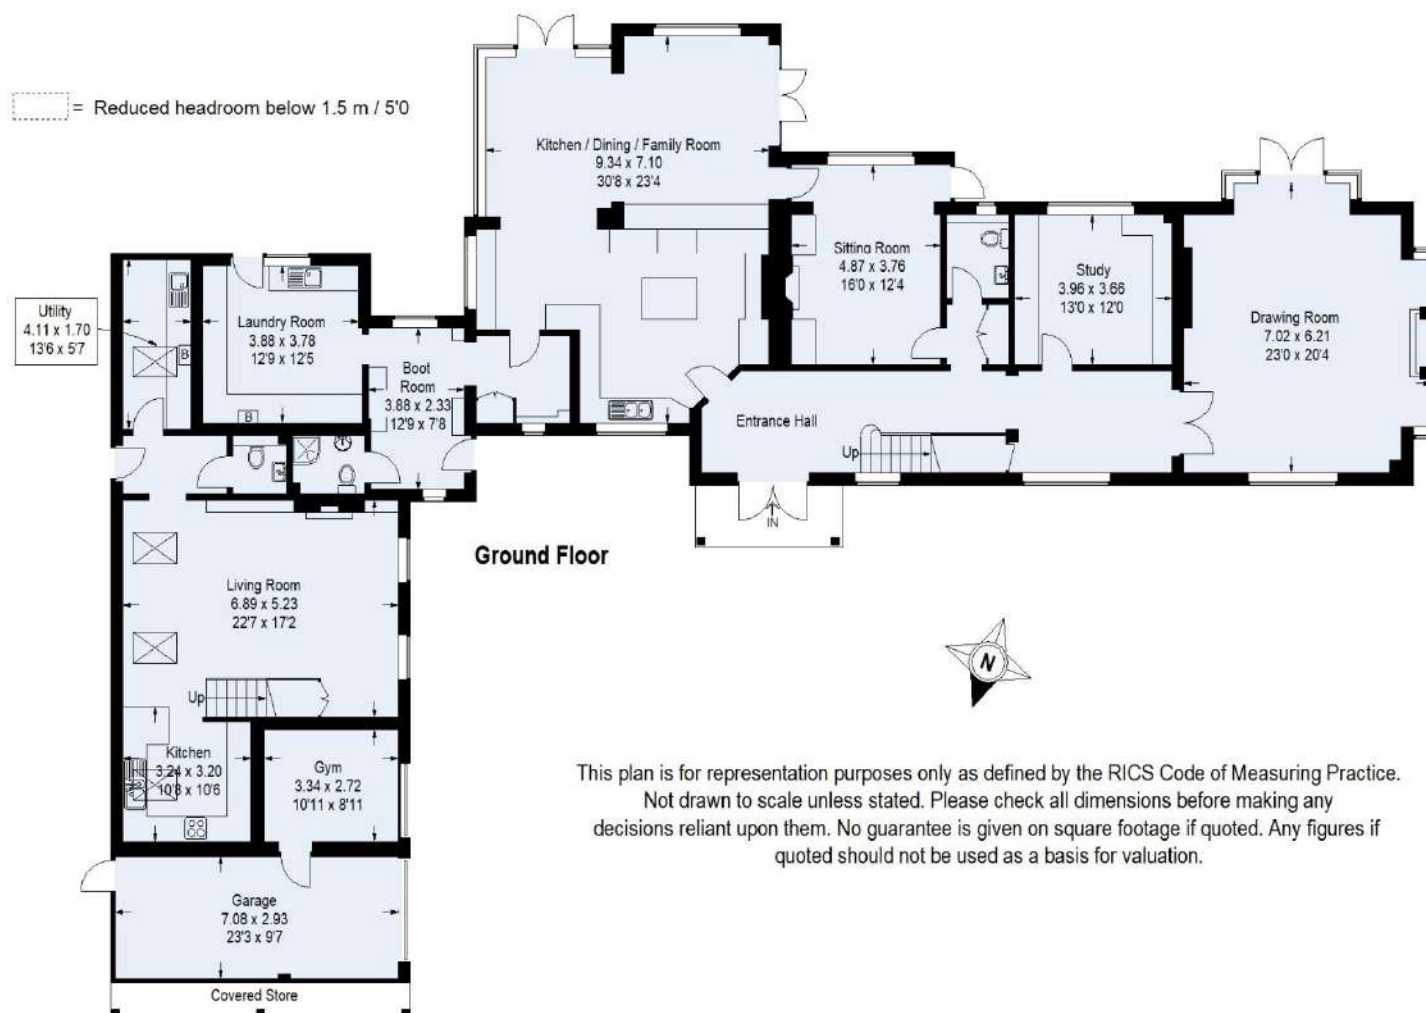 = Reduced headroom below 1.5 m / 5'0
Kitchen / Dining / Family Room
9.34 x 7.10
30'8 x 23'4
Sitting Room
4.87 x 3.76
16'0 x 12'4
Study
3.96 x 3.66
13'0 x 12'0
Drawing Room
7.02 x 6.21
23'0 x 20'4
Utility
4.11 x 1.70
13'6 x 5'7
B
Laundry Room
3.88 x 3.78
12'9 x 12'5
B
Boot
Room
3.88 x 2.33
12'9 x 7'8
Entrance Hall
Up
IN
Ground Floor
Living Room
6.89 x 5.23
22'7 x 17'2
Up
Kitchen
3.24 x 3.20
10'8 x 10'6
Gym
3.34 x 2.72
10'11 x 8'11
Garage
7.08 x 2.93
23'3 x 9'7
Covered Store
N
This plan is for representation purposes only as defined by the RICS Code of Measuring Practice.
Not drawn to scale unless stated. Please check all dimensions before making any
decisions reliant upon them. No guarantee is given on square footage if quoted. Any figures if
quoted should not be used as a basis for valuation.